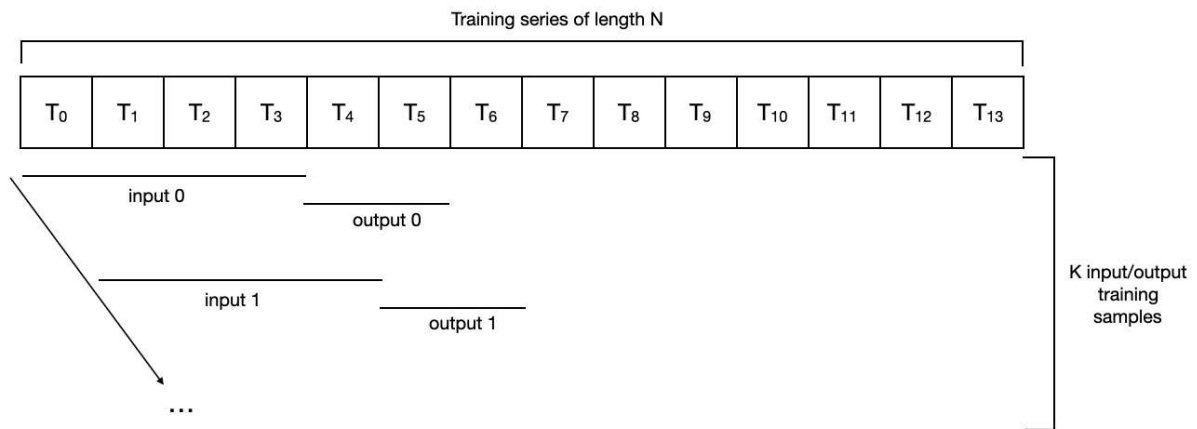 Training series of length N
T₀ T₁ T₂ T₃ T₄ T₅ T₆ T₇ T₈ T₉ T₁₀ T₁₁ T₁₂ T₁₃
input 0
output 0
input 1
output 1
K input/output
training
samples
...